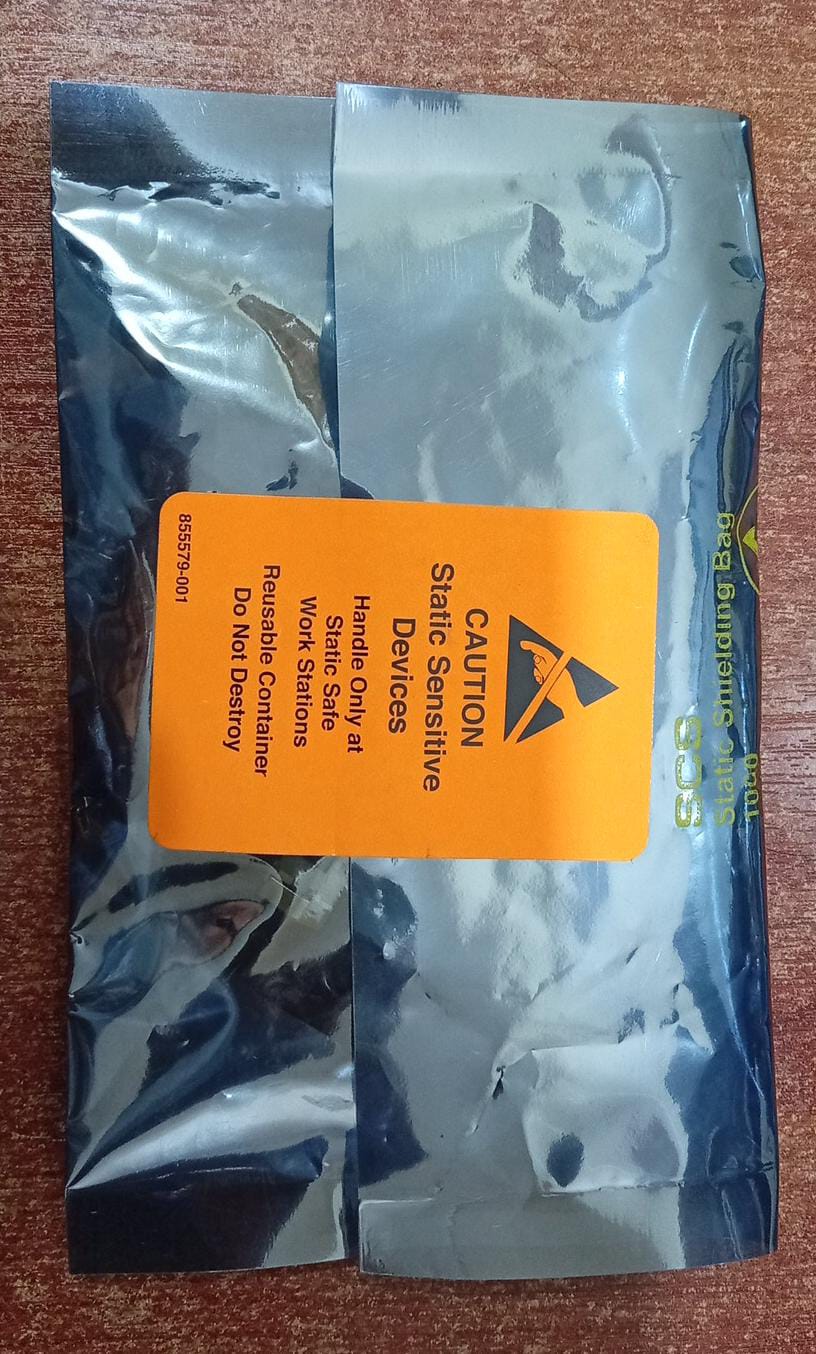 SCS
Static Shielding Bag
1000
CAUTION
Static Sensitive
Devices
Handle Only at
Static Safe
Work Stations
Reusable Container
Do Not Destroy
855579-001